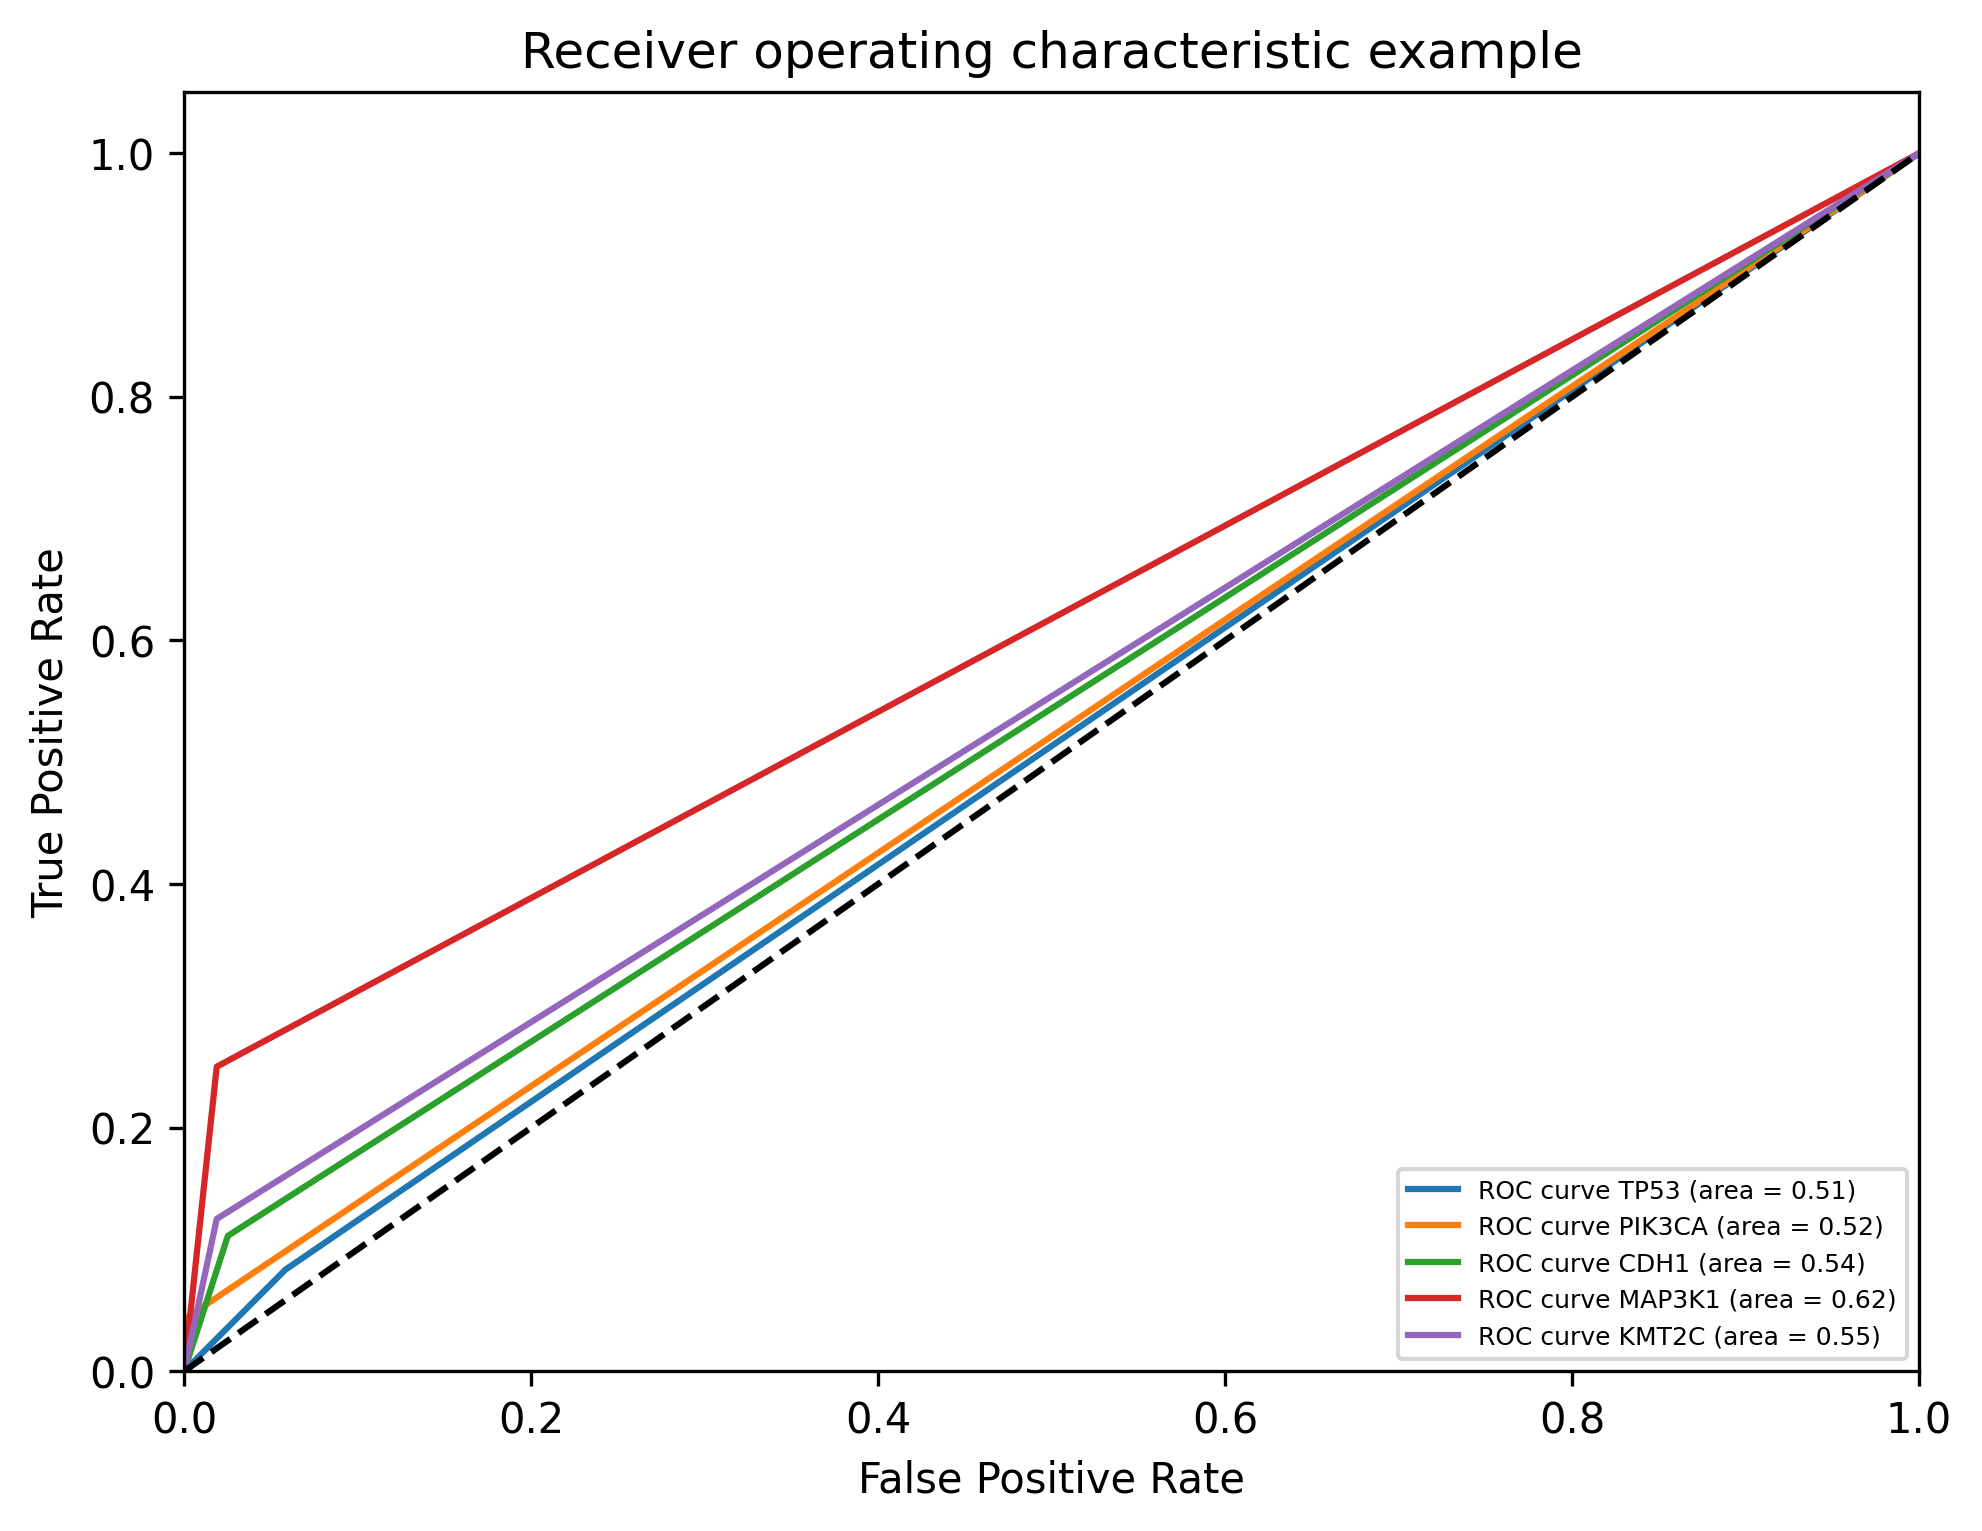 Receiver operating characteristic example
1.0
0.8
0.6
0.4
0.2
0.0
True Positive Rate
ROC curve TP53 (area = 0.51)
ROC curve PIK3CA (area = 0.52)
ROC curve CDH1 (area = 0.54)
ROC curve MAP3K1 (area = 0.62)
ROC curve KMT2C (area = 0.55)
0.0 0.2 0.4 0.6 0.8 1.0
False Positive Rate